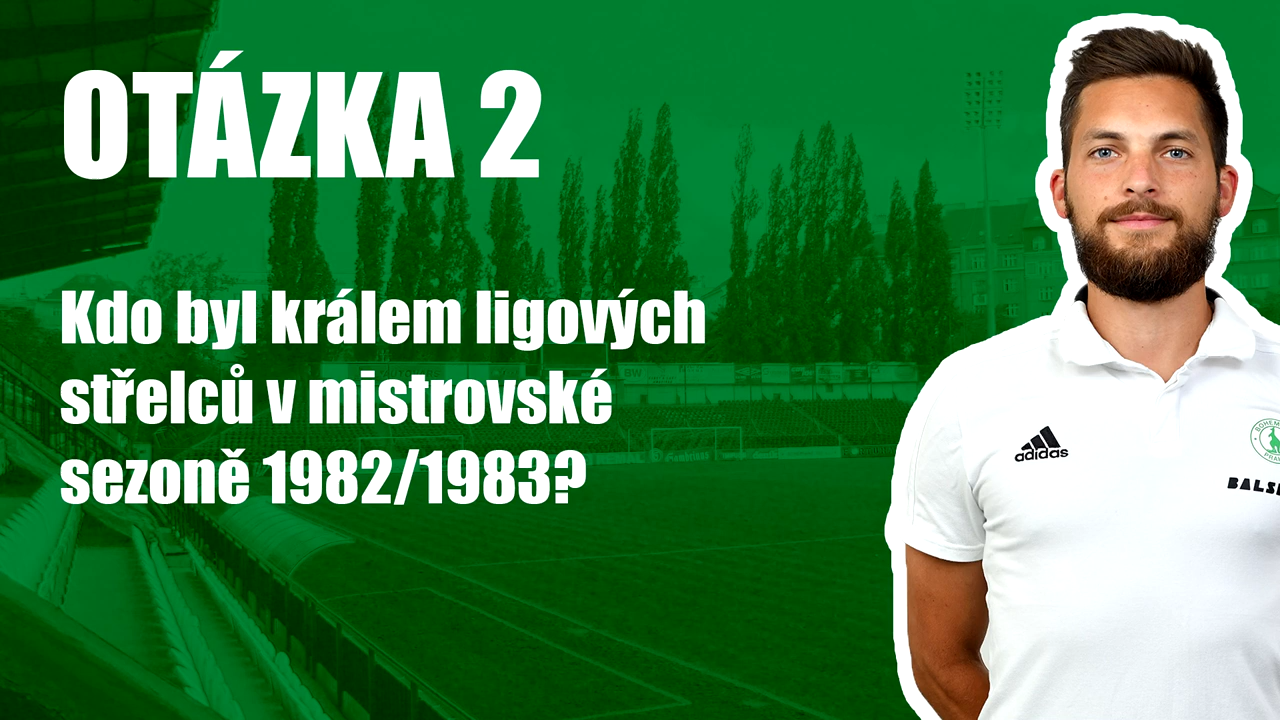 OTÁZKA 2
Kdo byl králem ligových
střelců v mistrovské
sezoně 1982/1983?
adidas